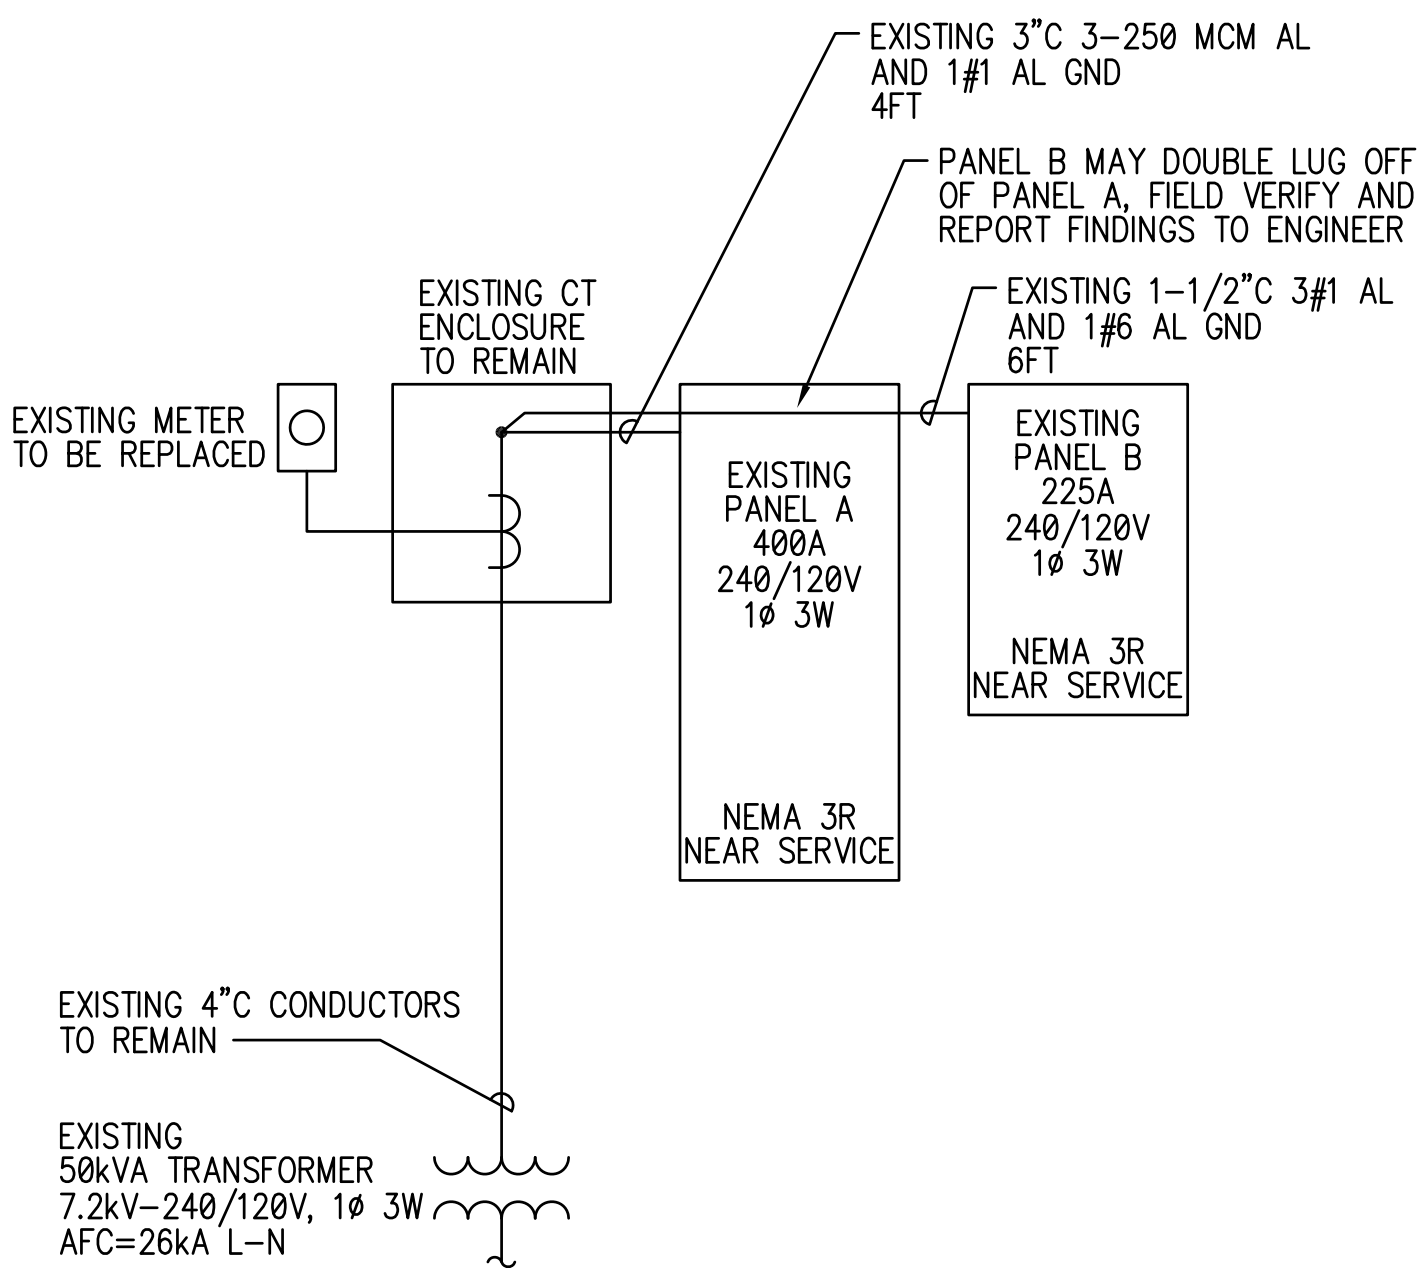 EXISTING 3"C 3-250 MCM AL
AND 1#1 AL GND
4FT
PANEL B MAY DOUBLE LUG OFF
OF PANEL A, FIELD VERIFY AND
REPORT FINDINGS TO ENGINEER
EXISTING 1-1/2"C 3#1 AL
AND 1#6 AL GND
6FT
EXISTING CT
ENCLOSURE
TO REMAIN
EXISTING METER
TO BE REPLACED
EXISTING
PANEL A
400A
240/120V
1ø 3W
NEMA 3R
NEAR SERVICE
EXISTING
PANEL B
225A
240/120V
1ø 3W
NEMA 3R
NEAR SERVICE
EXISTING 4"C CONDUCTORS
TO REMAIN
EXISTING
50kVA TRANSFORMER
7.2kV-240/120V, 1ø 3W
AFC=26kA L-N